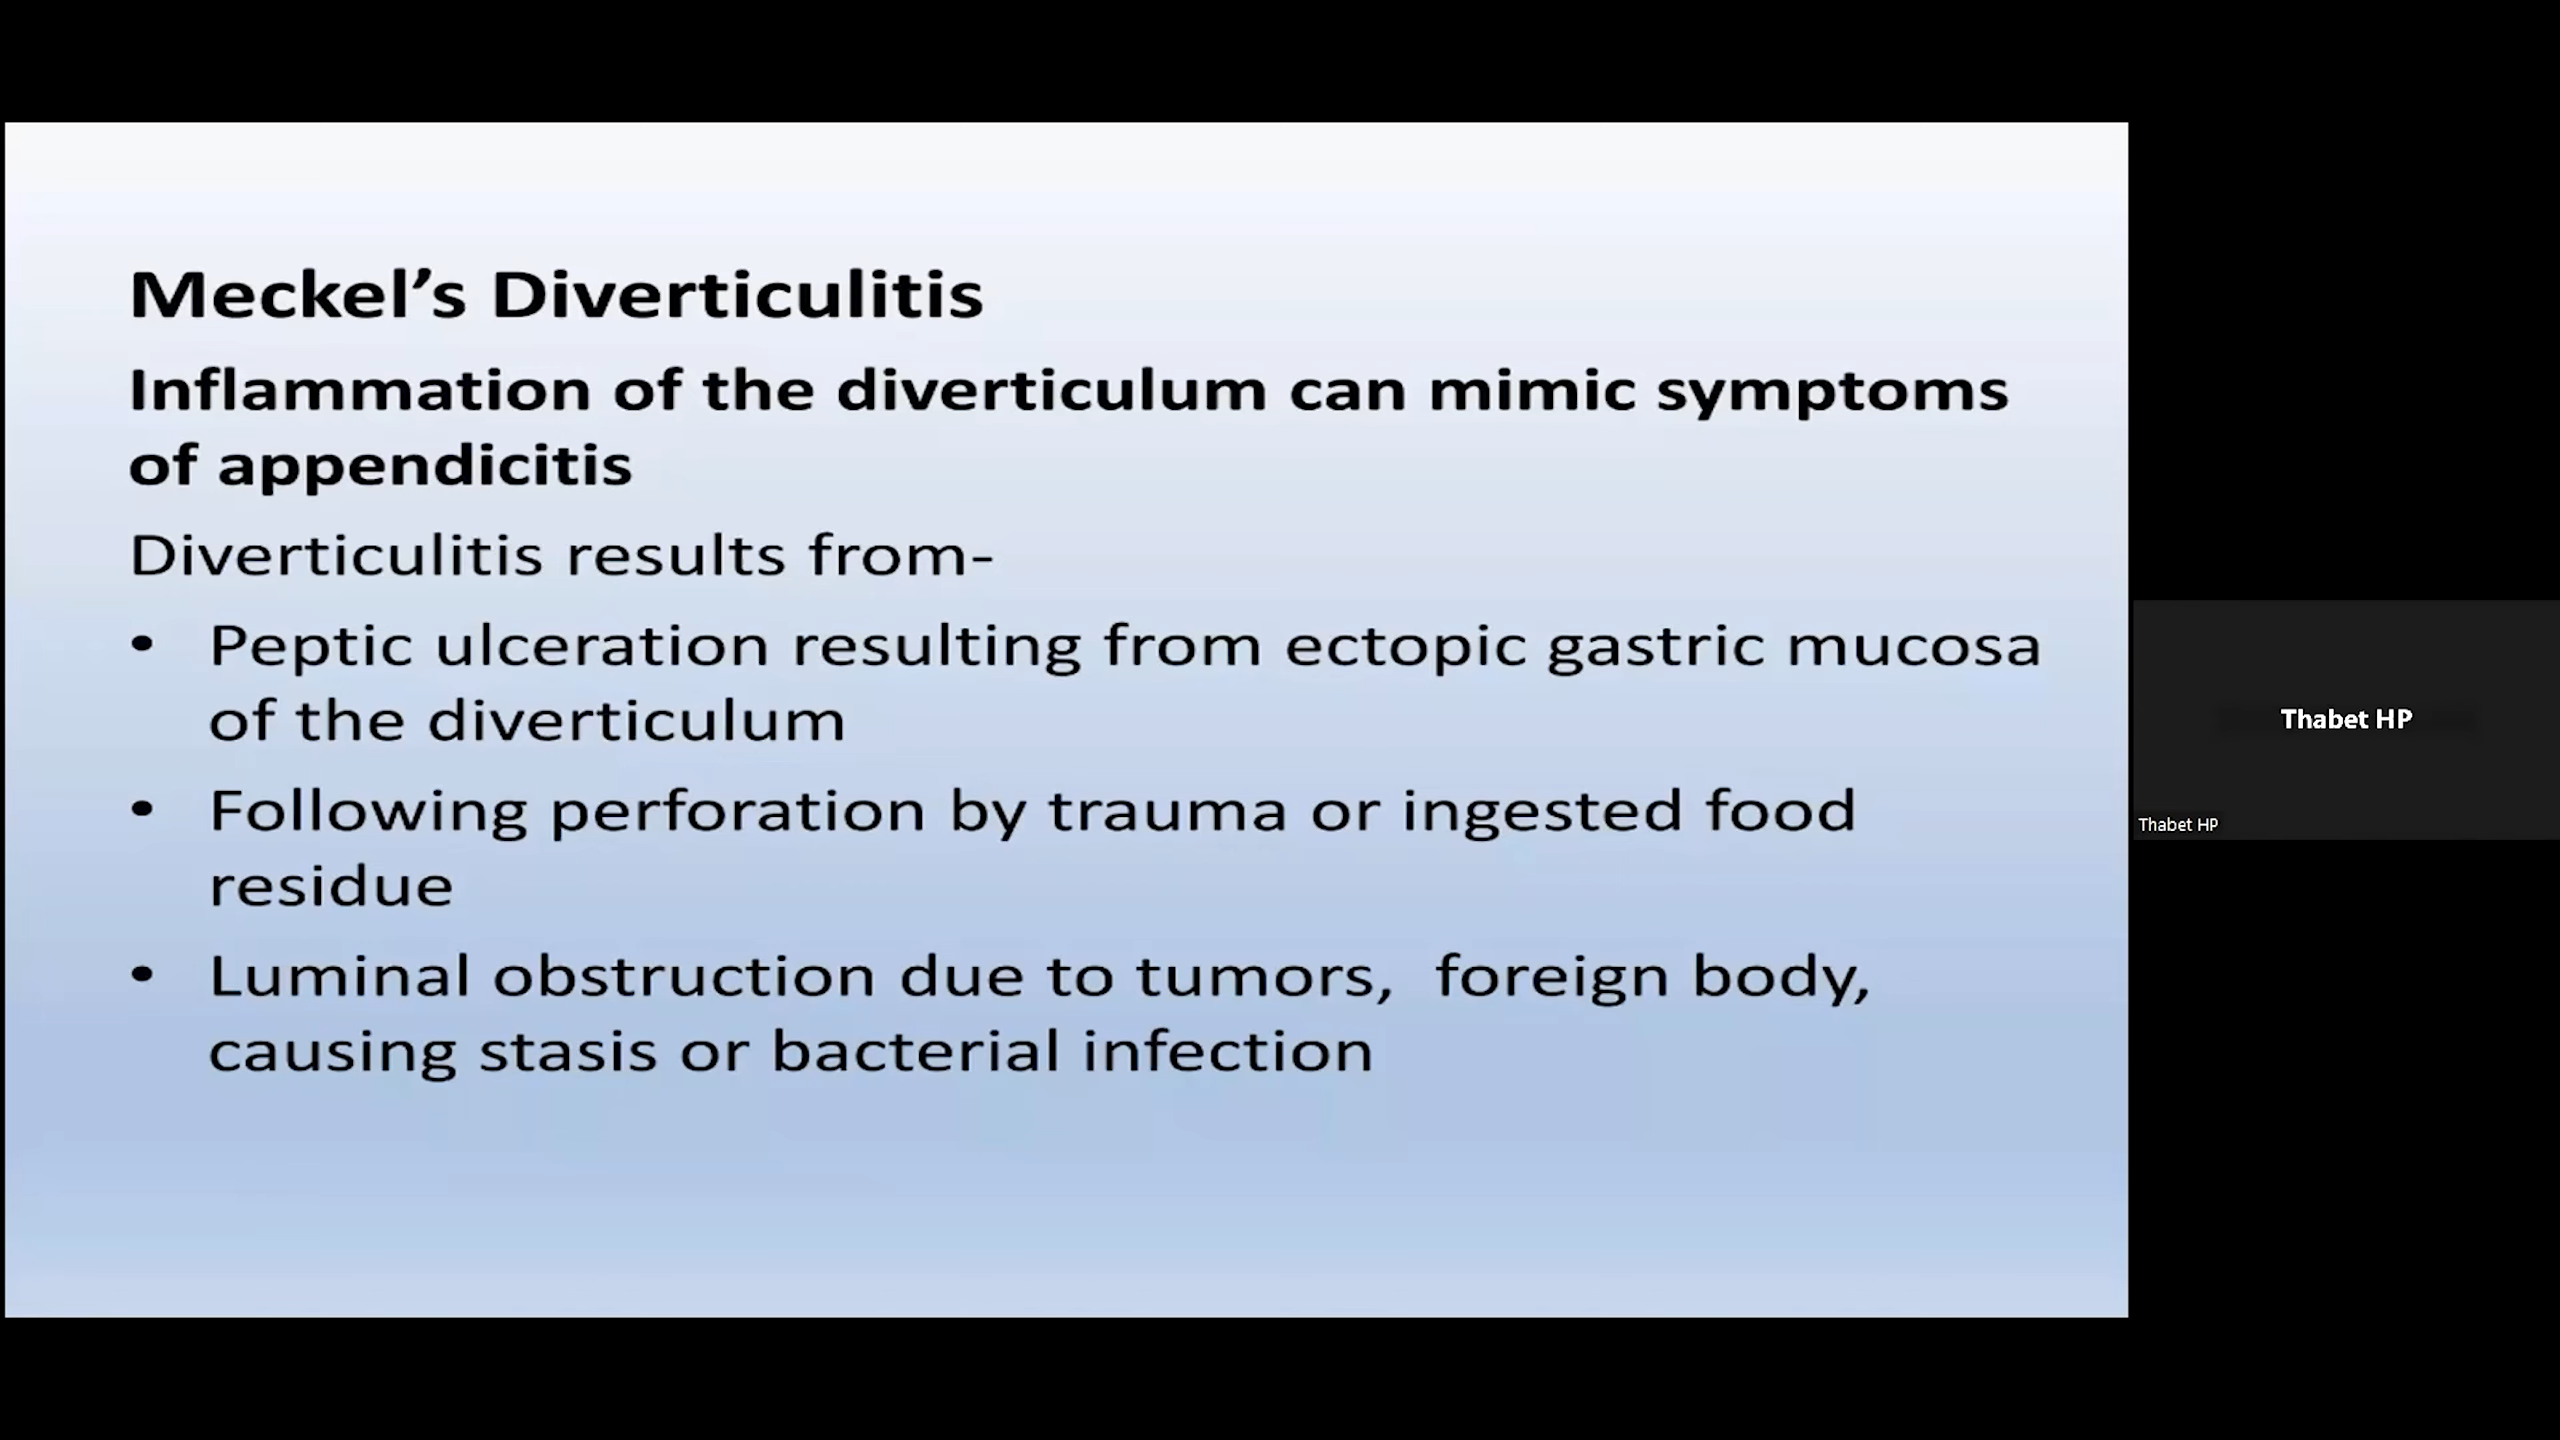 Meckel’s Diverticulitis
Inflammation of the diverticulum can mimic symptoms
of appendicitis
Diverticulitis results from-
• Peptic ulceration resulting from ectopic gastric mucosa
of the diverticulum
• Following perforation by trauma or ingested food
residue
• Luminal obstruction due to tumors,  foreign body,
causing stasis or bacterial infection
Thabet HP
Thabet HP